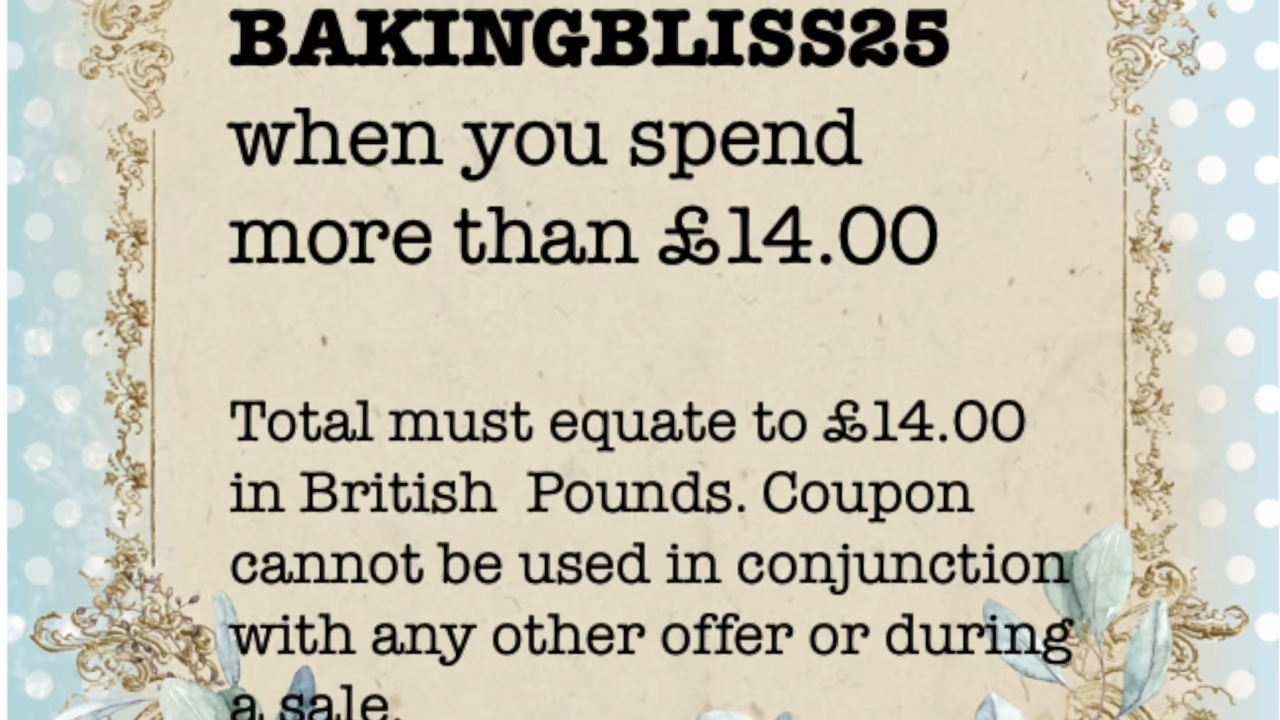 BAKINGBLISS25
when you spend
more than £14.00
Total must equate to £14.00
in British  Pounds. Coupon
cannot be used in conjunction
with any other offer or during
a sale.